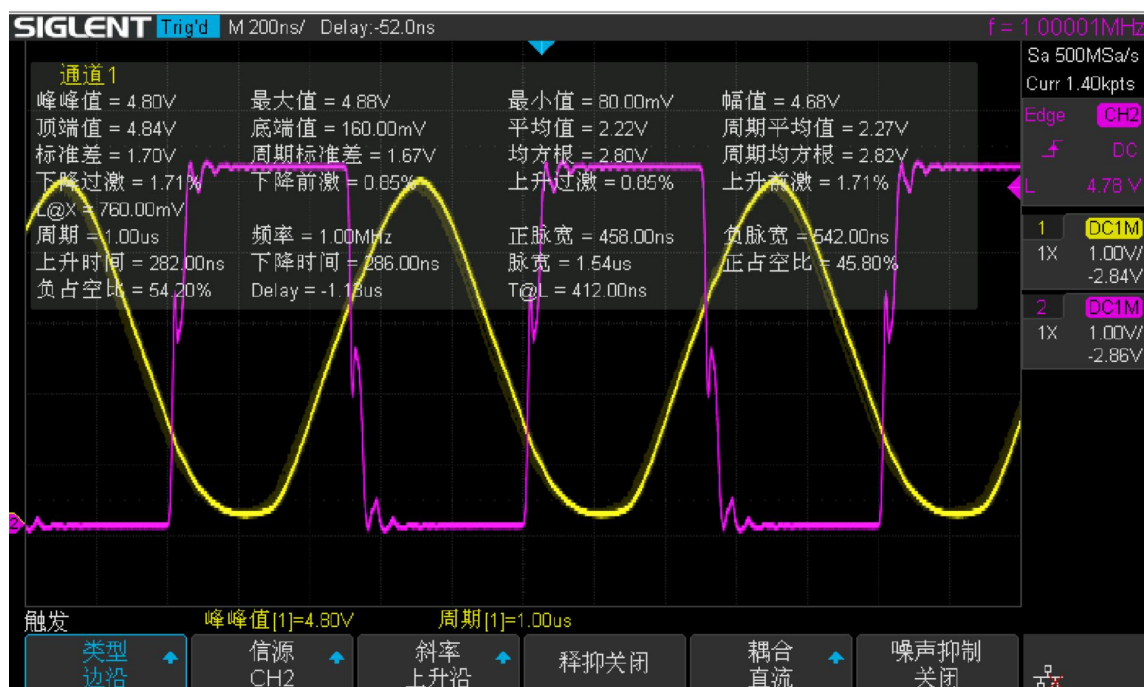 SIGLENT Trig'd M 200ns/ Delay:-52.0ns f = 1.00001MHz
Sa 500MSa/s
Curr 1.40kpts
Edge CH2
DC
L 4.78 V
1 DC1M
1X 1.00V/
-2.84V
2 DC1M
1X 1.00V/
-2.86V
通道1
峰峰值 = 4.80V 最大值 = 4.88V 最小值 = 80.00mV 幅值 = 4.68V
顶端值 = 4.84V 底端值 = 160.00mV 平均值 = 2.22V 周期平均值 = 2.27V
标准差 = 1.70V 周期标准差 = 1.67V 均方根 = 2.80V 周期均方根 = 2.82V
下降过激 = 1.71% 下降前激 = 0.85% 上升过激 = 0.85% 上升前激 = 1.71%
L@X = 760.00mV
周期 = 1.00us 频率 = 1.00MHz 正脉宽 = 458.00ns 负脉宽 = 542.00ns
上升时间 = 282.00ns 下降时间 = 286.00ns 脉宽 = 1.54us 正占空比 = 45.80%
负占空比 = 54.20% Delay = -1.13us T@L = 412.00ns
2
触发 峰峰值[1]=4.80V 周期[1]=1.00us
类型 信源 斜率 释抑关闭 耦合 噪声抑制
边沿 CH2 上升沿 直流 关闭